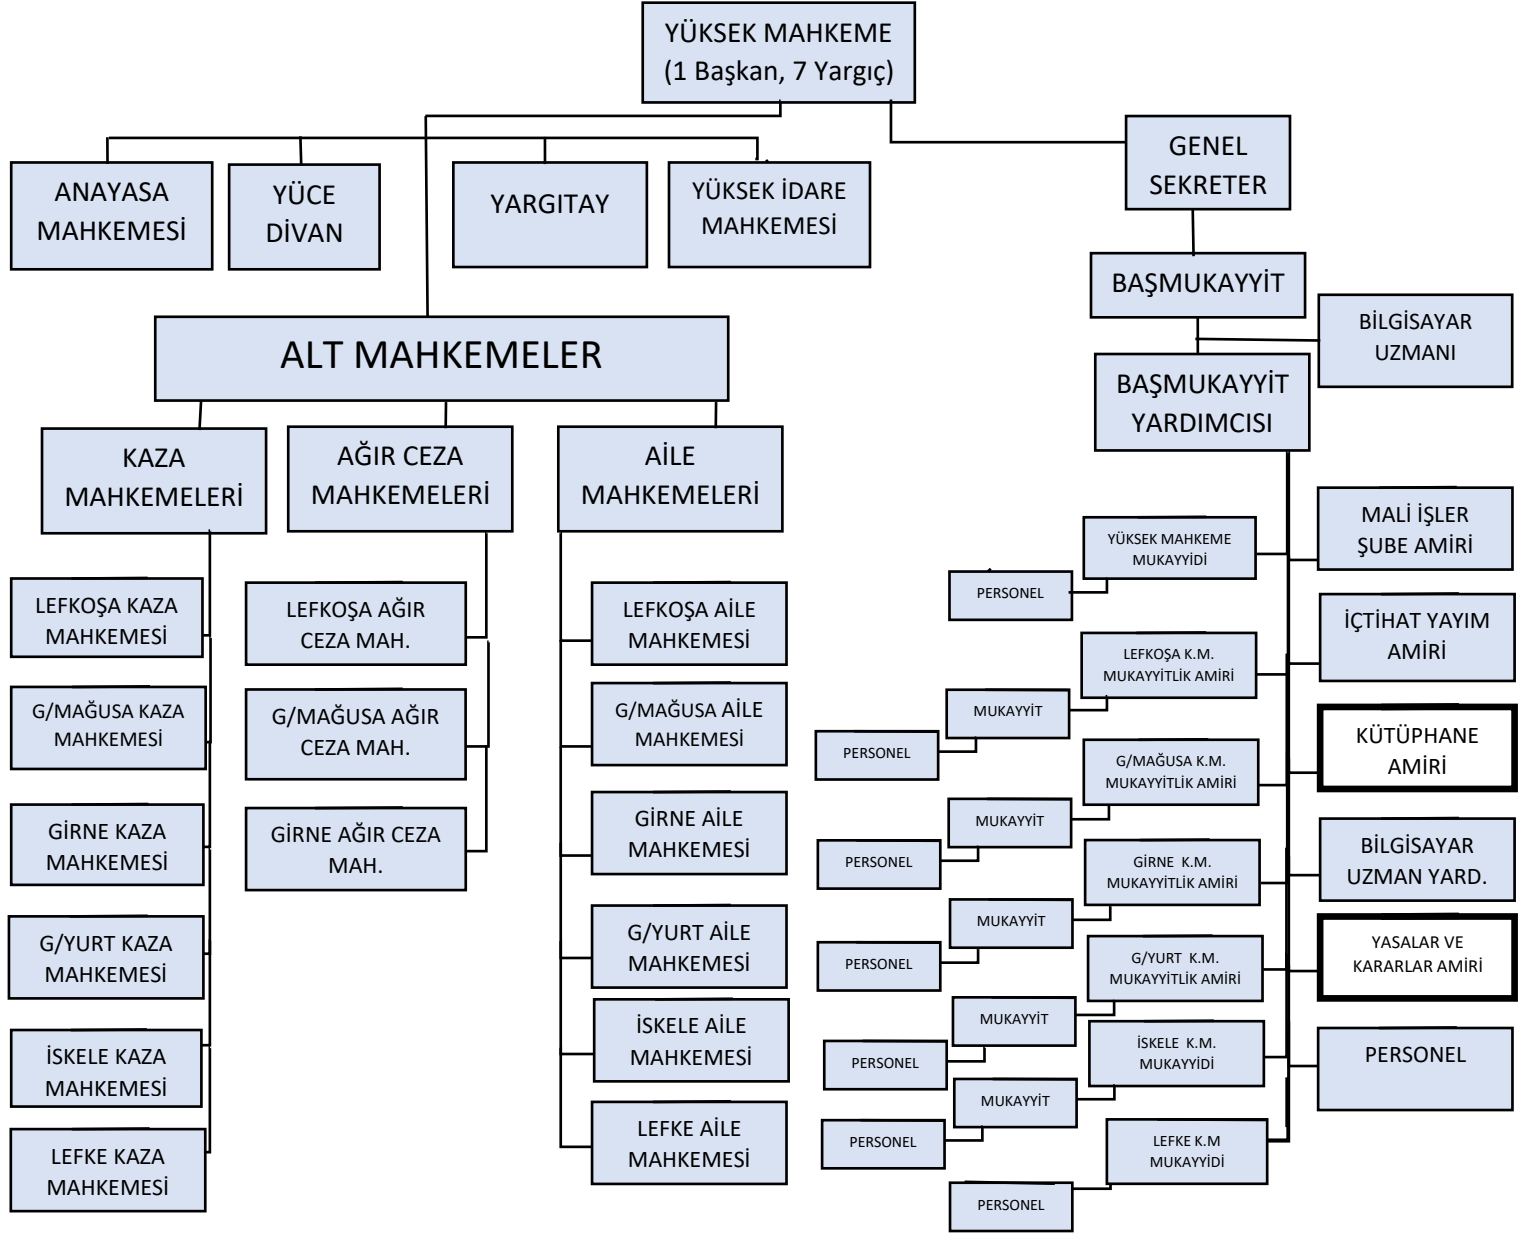 YÜKSEK MAHKEME
(1 Başkan, 7 Yargıç)
GENEL
SEKRETER
ANAYASA
MAHKEMESİ
YÜCE
DİVAN
YARGITAY
YÜKSEK İDARE
MAHKEMESİ
BAŞMUKAYYİT
BİLGİSAYAR
UZMANI
ALT MAHKEMELER
BAŞMUKAYYİT
YARDIMCISI
KAZA
MAHKEMELERİ
AĞIR CEZA
MAHKEMELERİ
AİLE
MAHKEMELERİ
LEFKOŞA KAZA
MAHKEMESİ
G/MAĞUSA KAZA
MAHKEMESİ
GİRNE KAZA
MAHKEMESİ
G/YURT KAZA
MAHKEMESİ
İSKELE KAZA
MAHKEMESİ
LEFKE KAZA
MAHKEMESİ
LEFKOŞA AĞIR
CEZA MAH.
G/MAĞUSA AĞIR
CEZA MAH.
GİRNE AĞIR CEZA
MAH.
LEFKOŞA AİLE
MAHKEMESİ
G/MAĞUSA AİLE
MAHKEMESİ
GİRNE AİLE
MAHKEMESİ
G/YURT AİLE
MAHKEMESİ
İSKELE AİLE
MAHKEMESİ
LEFKE AİLE
MAHKEMESİ
YÜKSEK MAHKEME
MUKAYYİDİ
PERSONEL
LEFKOŞA K.M.
MUKAYYİTLİK AMİRİ
MUKAYYİT
PERSONEL
G/MAĞUSA K.M.
MUKAYYİTLİK AMİRİ
MUKAYYİT
PERSONEL
GİRNE K.M.
MUKAYYİTLİK AMİRİ
MUKAYYİT
PERSONEL
G/YURT K.M.
MUKAYYİTLİK AMİRİ
MUKAYYİT
PERSONEL
İSKELE K.M.
MUKAYYİDİ
MUKAYYİT
PERSONEL
LEFKE K.M
MUKAYYİDİ
PERSONEL
MALİ İŞLER
ŞUBE AMİRİ
İÇTİHAT YAYIM
AMİRİ
KÜTÜPHANE
AMİRİ
BİLGİSAYAR
UZMAN YARD.
YASALAR VE
KARARLAR AMİRİ
PERSONEL